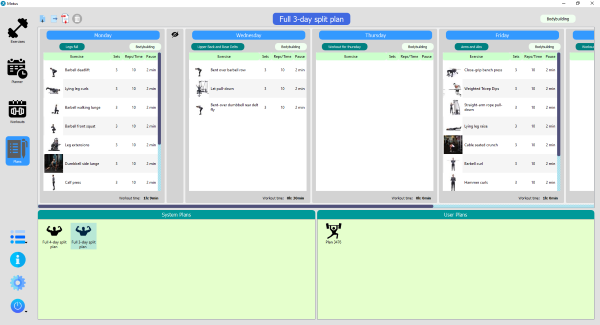 Fitness
Full 3-day split plan
Bodybuilding
Exercises
Planner
Workouts
Plans
Monday
Legs full
Bodybuilding
Exercise Sets Reps/Time Pause
Barbell deadlift 3 10 2 min
Lying leg curls 3 10 2 min
Barbell walking lunge 3 10 2 min
Barbell front squat 3 10 2 min
Leg extensions 3 10 2 min
Dumbbell side lunge 3 10 2 min
Calf press 3 10 2 min
Workout time: 1h 0min
Wednesday
Upper Back and Rear Delts
Bodybuilding
Exercise Sets Reps/Time Pause
Bent over barbell row 3 10 2 min
Lat pull-down 3 10 2 min
Bent-over dumbbell rear delt
fly 3 10 2 min
Workout time: 0h 30min
Thursday
Workout for thursday
Bodybuilding
Exercise Sets Reps/Time Pause
Workout time: 0h 0min
Friday
Arms and abs
Bodybuilding
Exercise Sets Reps/Time Pause
Close-grip bench press 3 10 2 min
Weighted Tricep Dips 3 10 2 min
Straight-arm rope pull-
down 3 10 2 min
Lying leg raise 3 10 2 min
Cable seated crunch 3 10 2 min
Barbell curl 3 10 2 min
Hammer curls 3 10 2 min
System Plans
Full 4-day split
plan
Full 3-day split
plan
User Plans